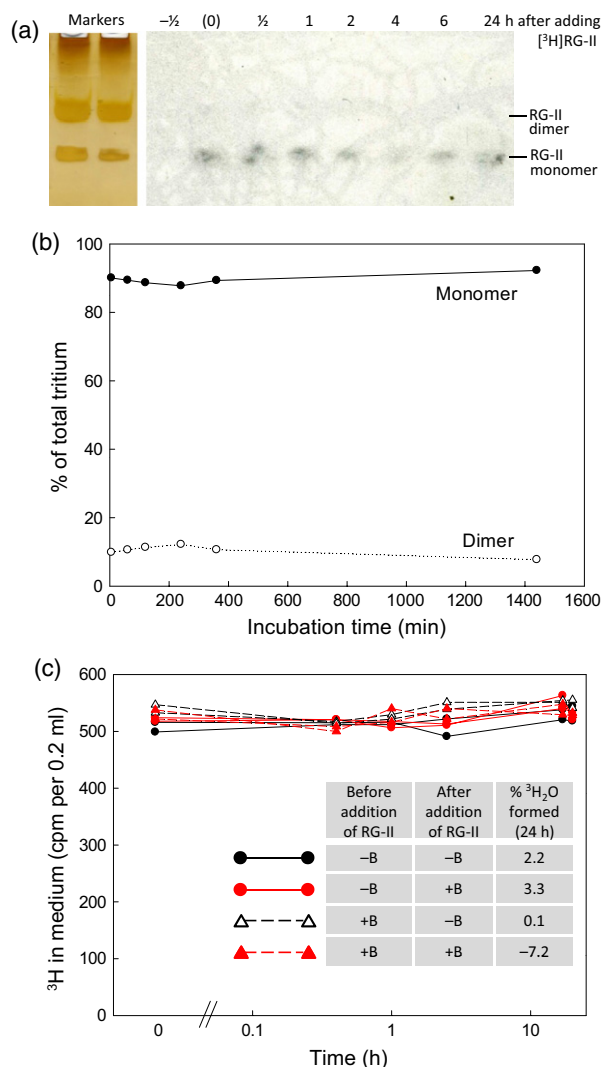 (a)
Markers
–½ (0) ½ 1 2 4 6 24 h after adding
[³H]RG-II
RG-II
dimer
RG-II
monomer
(b)
100
80
60
40
20
0
% of total tritium
Monomer
Dimer
0 200 400 600 800 1000 1200 1400 1600
Incubation time (min)
(c)
600
500
400
300
200
100
0
³H in medium (cpm per 0.2 ml)
Before addition of RG-II
After addition of RG-II
% ³H₂O formed (24 h)
–B –B 2.2
–B +B 3.3
+B –B 0.1
+B +B –7.2
0 0.1 1 10
Time (h)